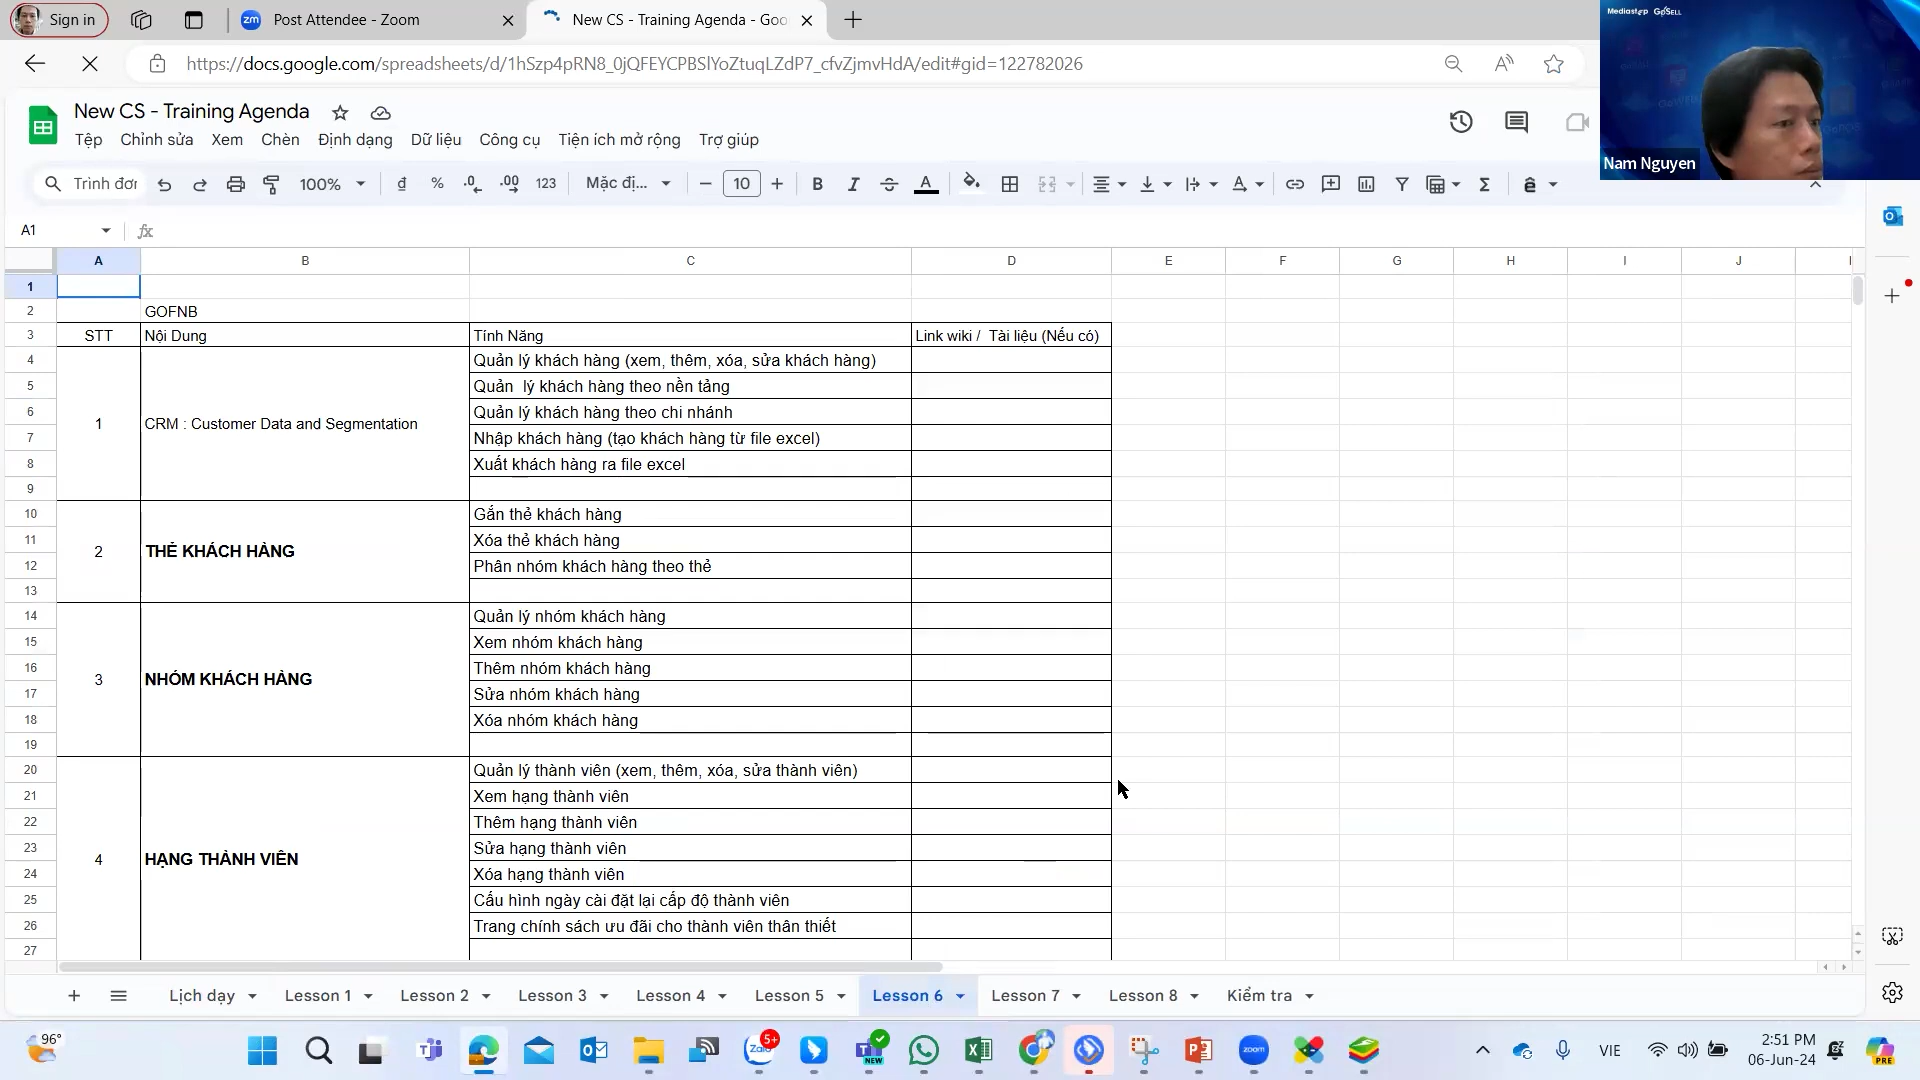 Sign in
Post Attendee - Zoom
New CS - Training Agenda - Goo
https://docs.google.com/spreadsheets/d/1hSzp4pRN8_0jQFEYCPBSlYoZtuqLZdP7_cfvZjmvHdA/edit#gid=122782026
Mediastep GoSELL
Nam Nguyen
New CS - Training Agenda
Tệp Chỉnh sửa Xem Chèn Định dạng Dữ liệu Công cụ Tiện ích mở rộng Trợ giúp
Trình đơn 100% đ % .0 .00 123 Mặc đị... 10 B I S A
A1 fx
A B C D E F G H I J
1
2 GOFNB
3 STT Nội Dung Tính Năng Link wiki / Tài liệu (Nếu có)
4 Quản lý khách hàng (xem, thêm, xóa, sửa khách hàng)
5 Quản lý khách hàng theo nền tảng
6 Quản lý khách hàng theo chi nhánh
1 CRM : Customer Data and Segmentation
7 Nhập khách hàng (tạo khách hàng từ file excel)
8 Xuất khách hàng ra file excel
9
10 Gắn thẻ khách hàng
11 Xóa thẻ khách hàng
2 THẺ KHÁCH HÀNG
12 Phân nhóm khách hàng theo thẻ
13
14 Quản lý nhóm khách hàng
15 Xem nhóm khách hàng
16 Thêm nhóm khách hàng
3 NHÓM KHÁCH HÀNG
17 Sửa nhóm khách hàng
18 Xóa nhóm khách hàng
19
20 Quản lý thành viên (xem, thêm, xóa, sửa thành viên)
21 Xem hạng thành viên
22 Thêm hạng thành viên
23 Sửa hạng thành viên
4 HẠNG THÀNH VIÊN
24 Xóa hạng thành viên
25 Cấu hình ngày cài đặt lại cấp độ thành viên
26 Trang chính sách ưu đãi cho thành viên thân thiết
27
Lịch dạy Lesson 1 Lesson 2 Lesson 3 Lesson 4 Lesson 5 Lesson 6 Lesson 7 Lesson 8 Kiểm tra
96° Zalo 5+ NEW zoom VIE 2:51 PM PRE
06-Jun-24